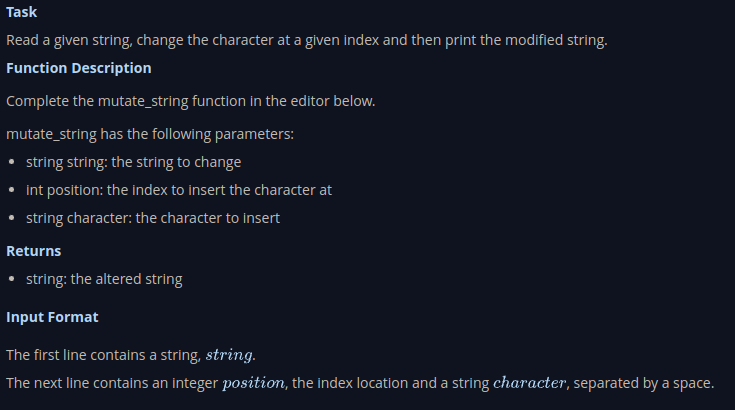 Task
Read a given string, change the character at a given index and then print the modified string.
Function Description
Complete the mutate_string function in the editor below.
mutate_string has the following parameters:
• string string: the string to change
• int position: the index to insert the character at
• string character: the character to insert
Returns
• string: the altered string
Input Format
The first line contains a string, string.
The next line contains an integer position, the index location and a string character, separated by a space.